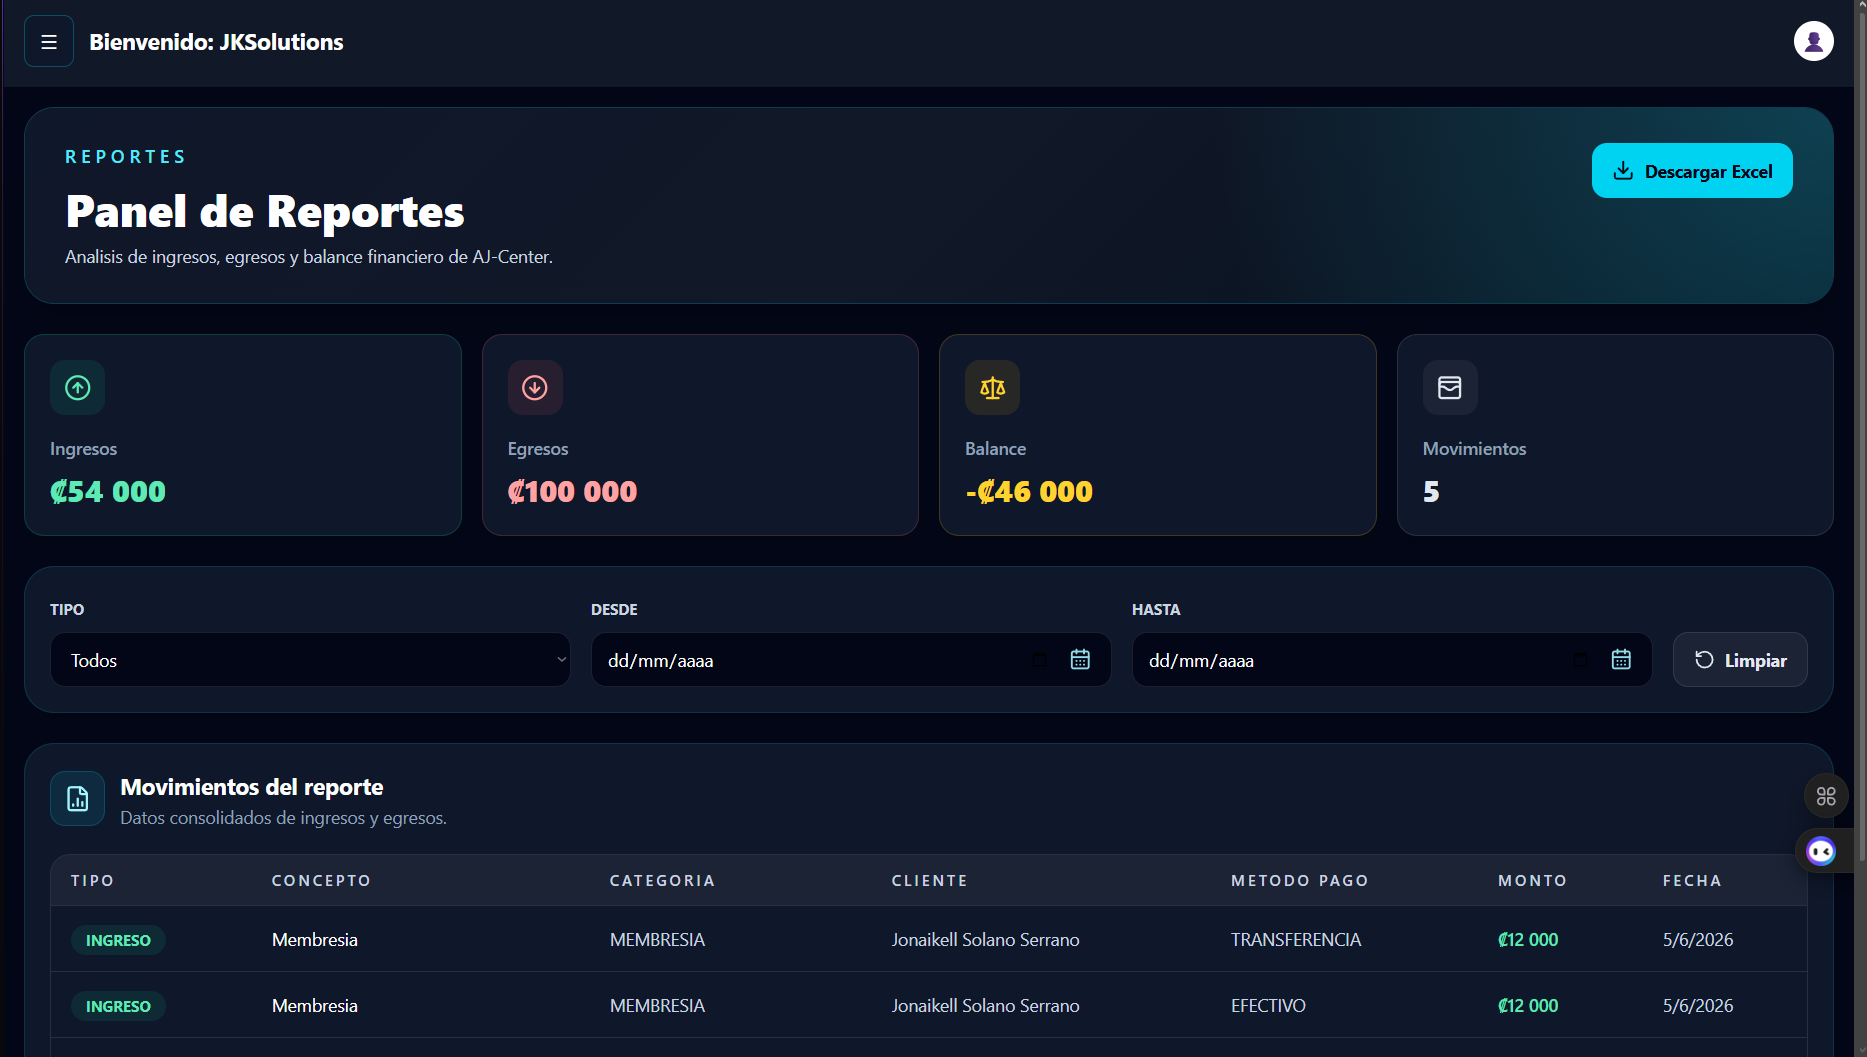 Bienvenido: JKSolutions
REPORTES
Descargar Excel
Panel de Reportes
Analisis de ingresos, egresos y balance financiero de AJ-Center.
Ingresos
₡54 000
Egresos
₡100 000
Balance
-₡46 000
Movimientos
5
TIPO
DESDE
HASTA
Todos
dd/mm/aaaa
dd/mm/aaaa
Limpiar
Movimientos del reporte
Datos consolidados de ingresos y egresos.
TIPO CONCEPTO CATEGORIA CLIENTE METODO PAGO MONTO FECHA
INGRESO Membresia MEMBRESIA Jonaikell Solano Serrano TRANSFERENCIA ₡12 000 5/6/2026
INGRESO Membresia MEMBRESIA Jonaikell Solano Serrano EFECTIVO ₡12 000 5/6/2026